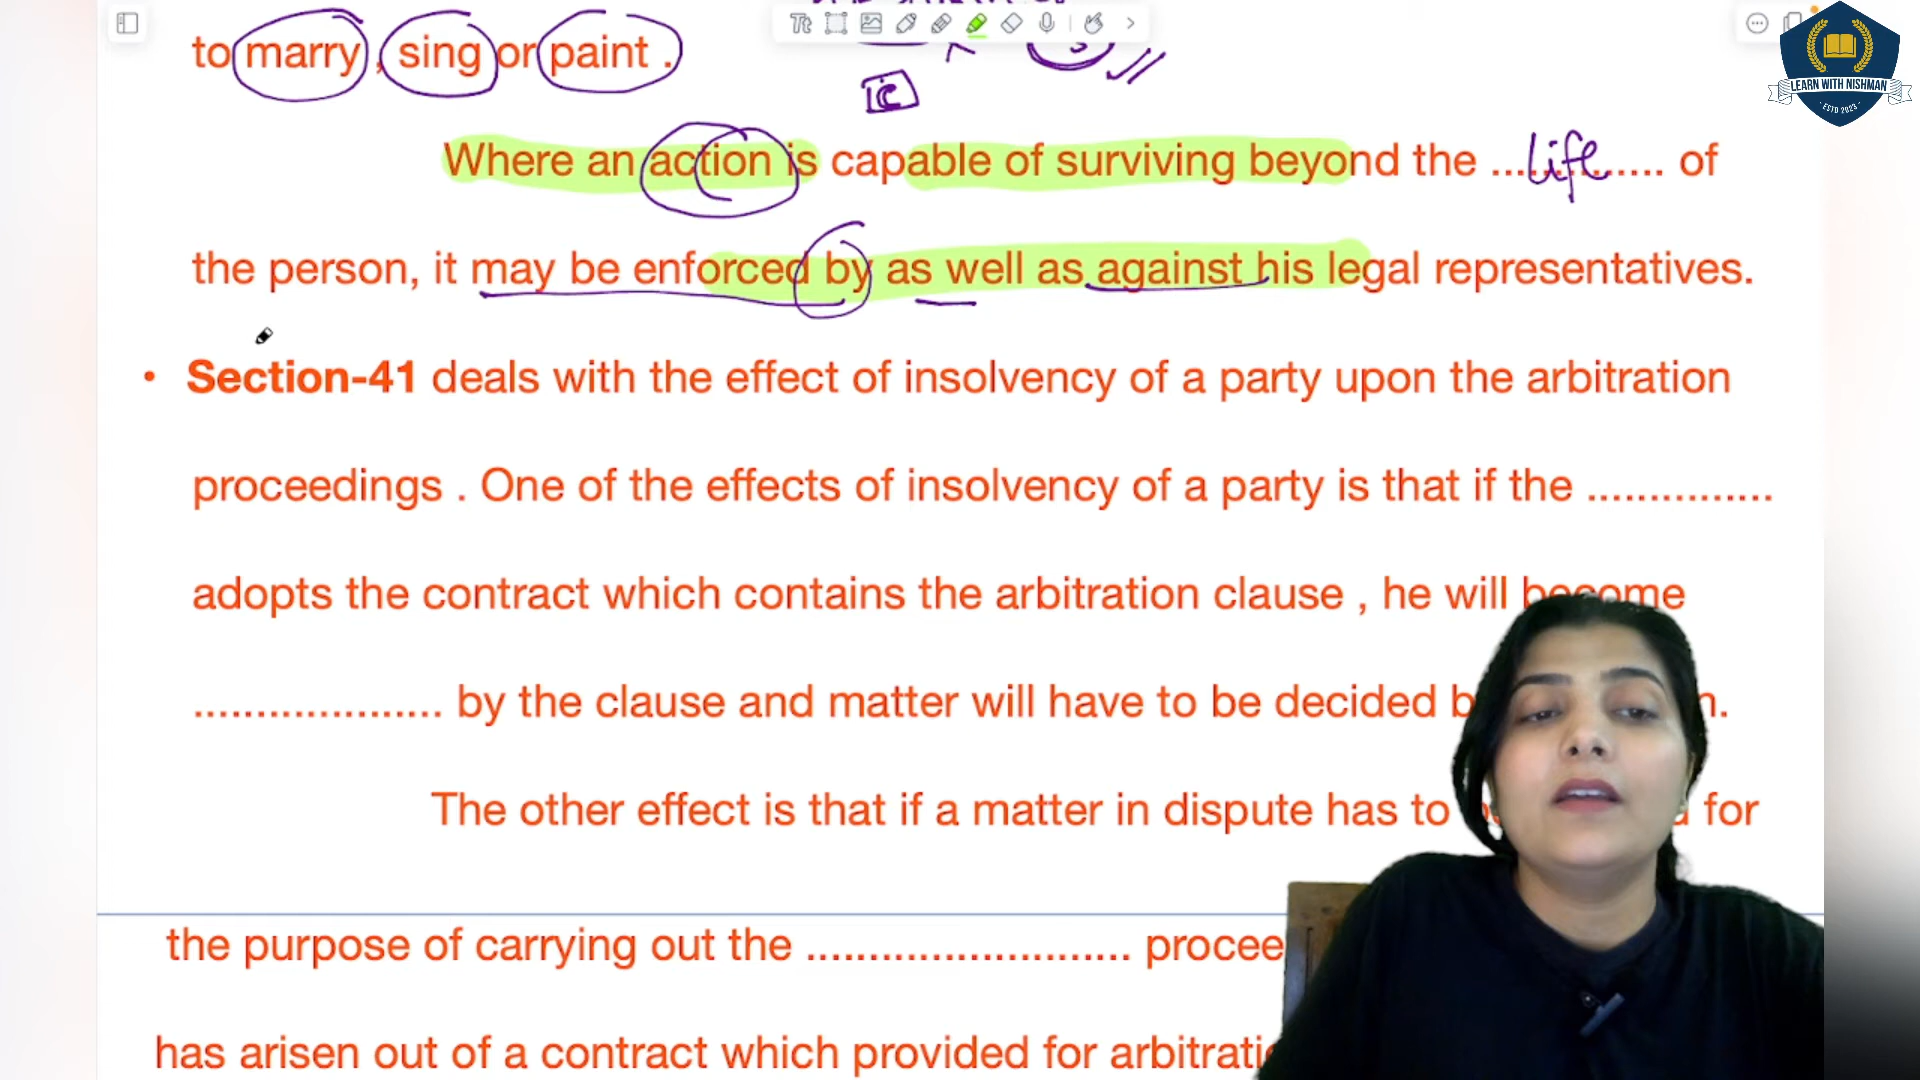 to marry, sing or paint .
IC
Where an action is capable of surviving beyond the ...life............ of
the person, it may be enforced by as well as against his legal representatives.
• Section-41 deals with the effect of insolvency of a party upon the arbitration
proceedings . One of the effects of insolvency of a party is that if the ...............
adopts the contract which contains the arbitration clause , he will become
.................... by the clause and matter will have to be decided
The other effect is that if a matter in dispute has to for
the purpose of carrying out the .......................... procee
has arisen out of a contract which provided for arbitrati
Tt
LEARN WITH NISHMAN
ESTD 2023